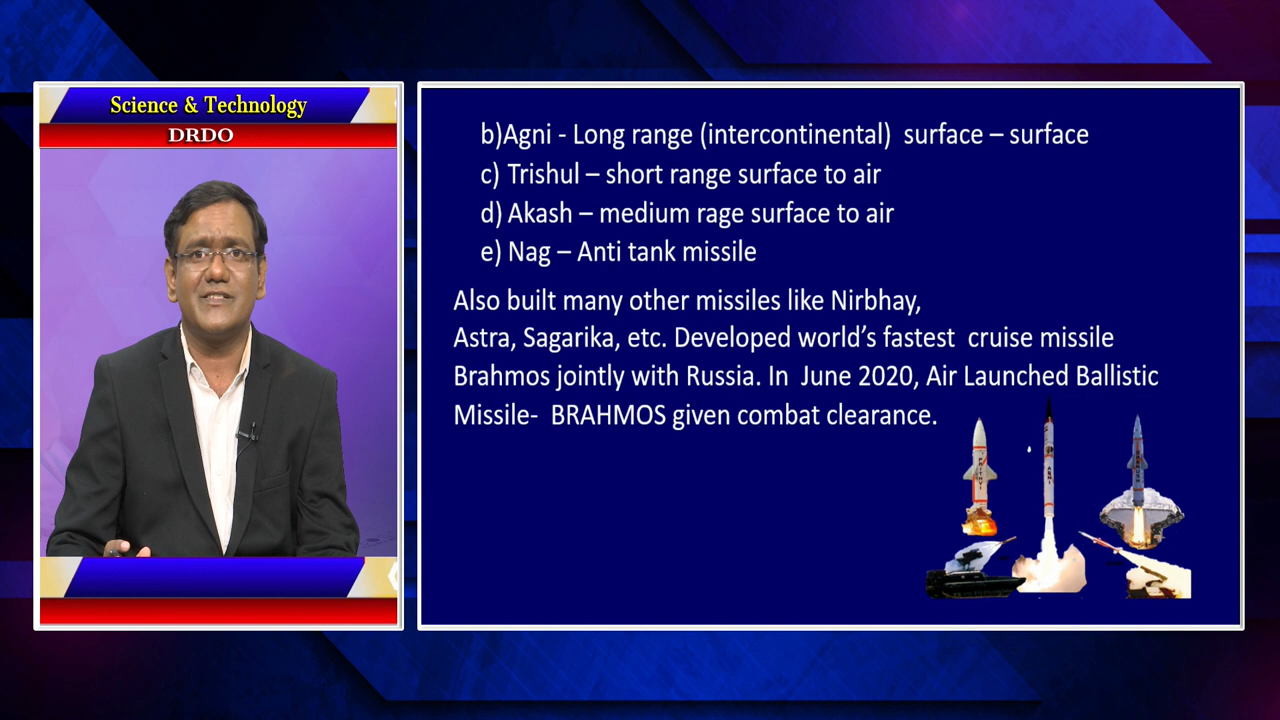 Science & Technology
DRDO
b)Agni - Long range (intercontinental) surface – surface
c) Trishul – short range surface to air
d) Akash – medium rage surface to air
e) Nag – Anti tank missile
Also built many other missiles like Nirbhay,
Astra, Sagarika, etc. Developed world’s fastest cruise missile
Brahmos jointly with Russia. In June 2020, Air Launched Ballistic
Missile- BRAHMOS given combat clearance.
PRITHVI
AGNI